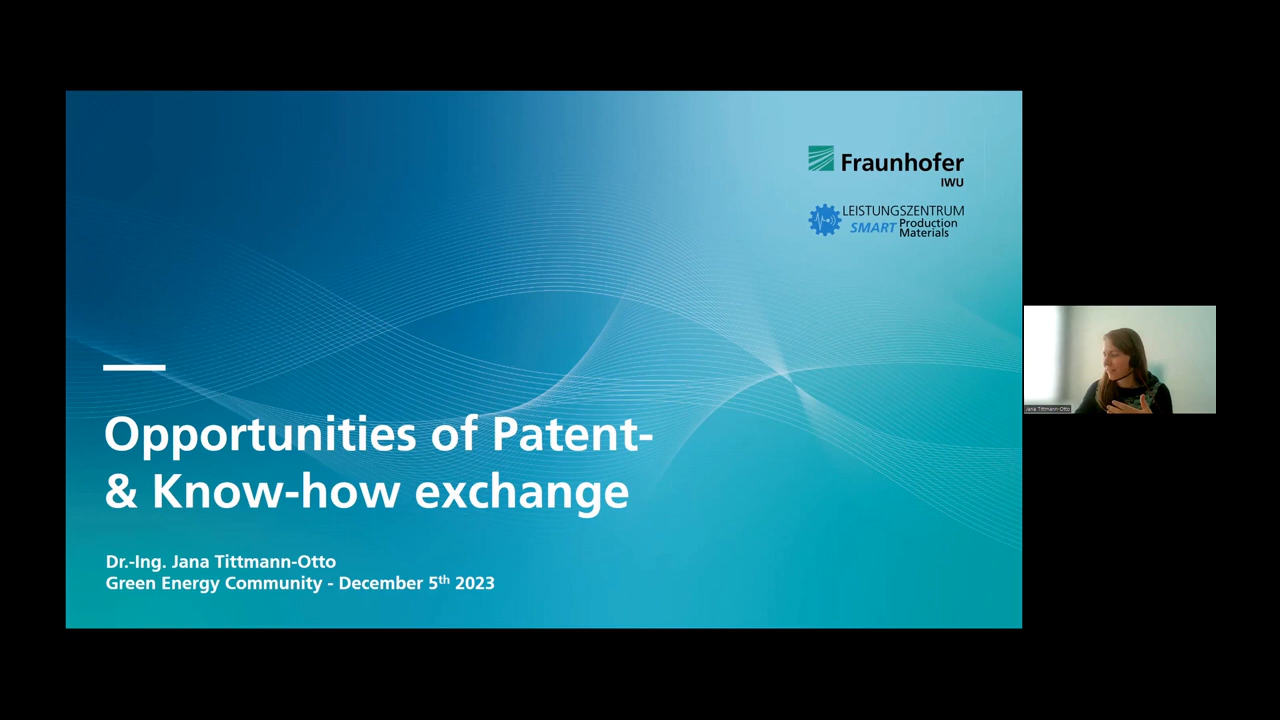 Fraunhofer
IWU
LEISTUNGSZENTRUM
SMART Production
Materials
Opportunities of Patent-
& Know-how exchange
Dr.-Ing. Jana Tittmann-Otto
Green Energy Community - December 5th 2023
Jana Tittmann-Otto